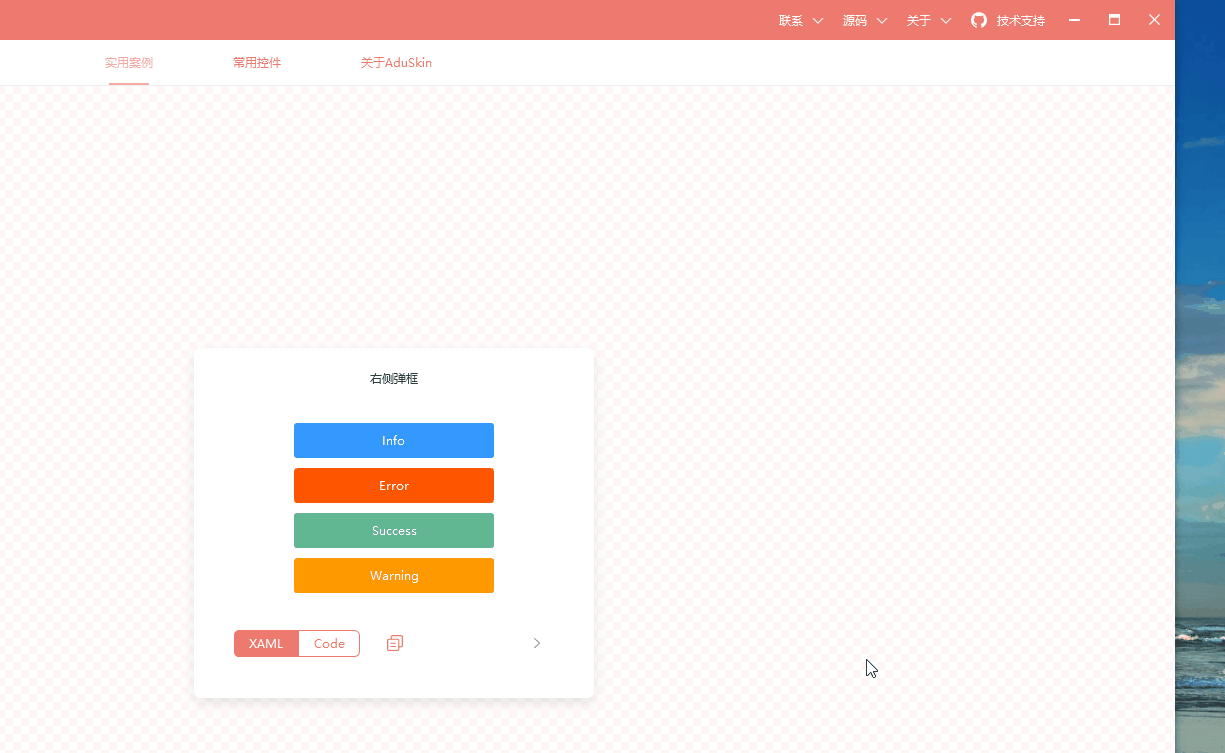 联系 源码 关于 技术支持
实用案例 常用控件 关于AduSkin
右侧弹框
Info
Error
Success
Warning
XAML Code